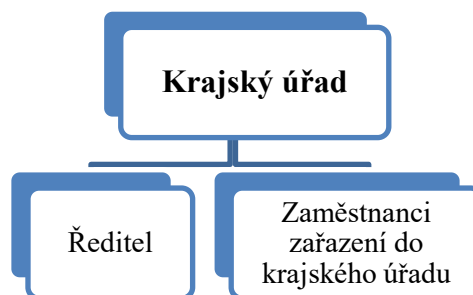 Krajský úřad
Ředitel
Zaměstnanci
zařazení do
krajského úřadu